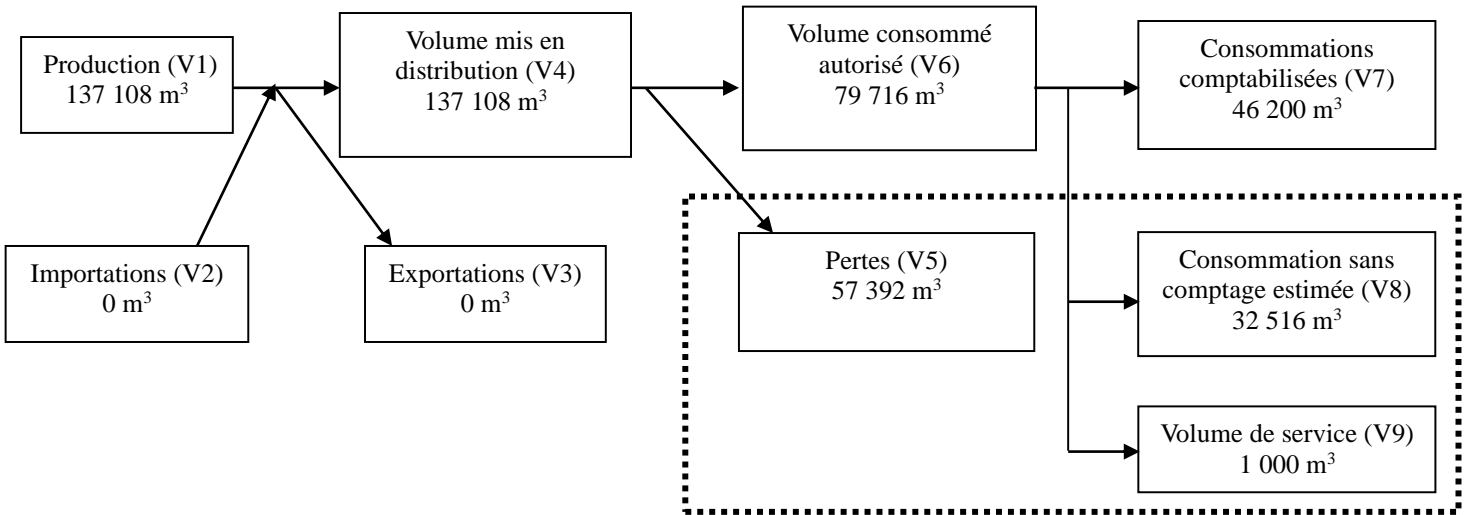 Production (V1)
137 108 m³
Volume mis en
distribution (V4)
137 108 m³
Volume consommé
autorisé (V6)
79 716 m³
Consommations
comptabilisées (V7)
46 200 m³
Importations (V2)
0 m³
Exportations (V3)
0 m³
Pertes (V5)
57 392 m³
Consommation sans
comptage estimée (V8)
32 516 m³
Volume de service (V9)
1 000 m³